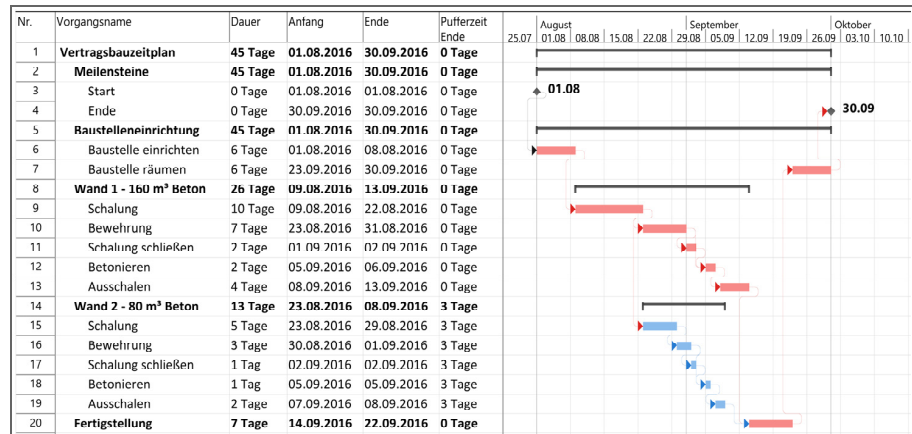 Nr. Vorgangsname Dauer Anfang Ende Pufferzeit Ende August September Oktober
25.07 01.08 08.08 15.08 22.08 29.08 05.09 12.09 19.09 26.09 03.10 10.10
1 Vertragsbauzeitplan 45 Tage 01.08.2016 30.09.2016 0 Tage
2 Meilensteine 45 Tage 01.08.2016 30.09.2016 0 Tage
3 Start 0 Tage 01.08.2016 01.08.2016 0 Tage 01.08
4 Ende 0 Tage 30.09.2016 30.09.2016 0 Tage 30.09
5 Baustelleneinrichtung 45 Tage 01.08.2016 30.09.2016 0 Tage
6 Baustelle einrichten 6 Tage 01.08.2016 08.08.2016 0 Tage
7 Baustelle räumen 6 Tage 23.09.2016 30.09.2016 0 Tage
8 Wand 1 - 160 m³ Beton 26 Tage 09.08.2016 13.09.2016 0 Tage
9 Schalung 10 Tage 09.08.2016 22.08.2016 0 Tage
10 Bewehrung 7 Tage 23.08.2016 31.08.2016 0 Tage
11 Schalung schließen 2 Tage 01.09.2016 02.09.2016 0 Tage
12 Betonieren 2 Tage 05.09.2016 06.09.2016 0 Tage
13 Ausschalen 4 Tage 08.09.2016 13.09.2016 0 Tage
14 Wand 2 - 80 m³ Beton 13 Tage 23.08.2016 08.09.2016 3 Tage
15 Schalung 5 Tage 23.08.2016 29.08.2016 3 Tage
16 Bewehrung 3 Tage 30.08.2016 01.09.2016 3 Tage
17 Schalung schließen 1 Tag 02.09.2016 02.09.2016 3 Tage
18 Betonieren 1 Tag 05.09.2016 05.09.2016 3 Tage
19 Ausschalen 2 Tage 07.09.2016 08.09.2016 3 Tage
20 Fertigstellung 7 Tage 14.09.2016 22.09.2016 0 Tage